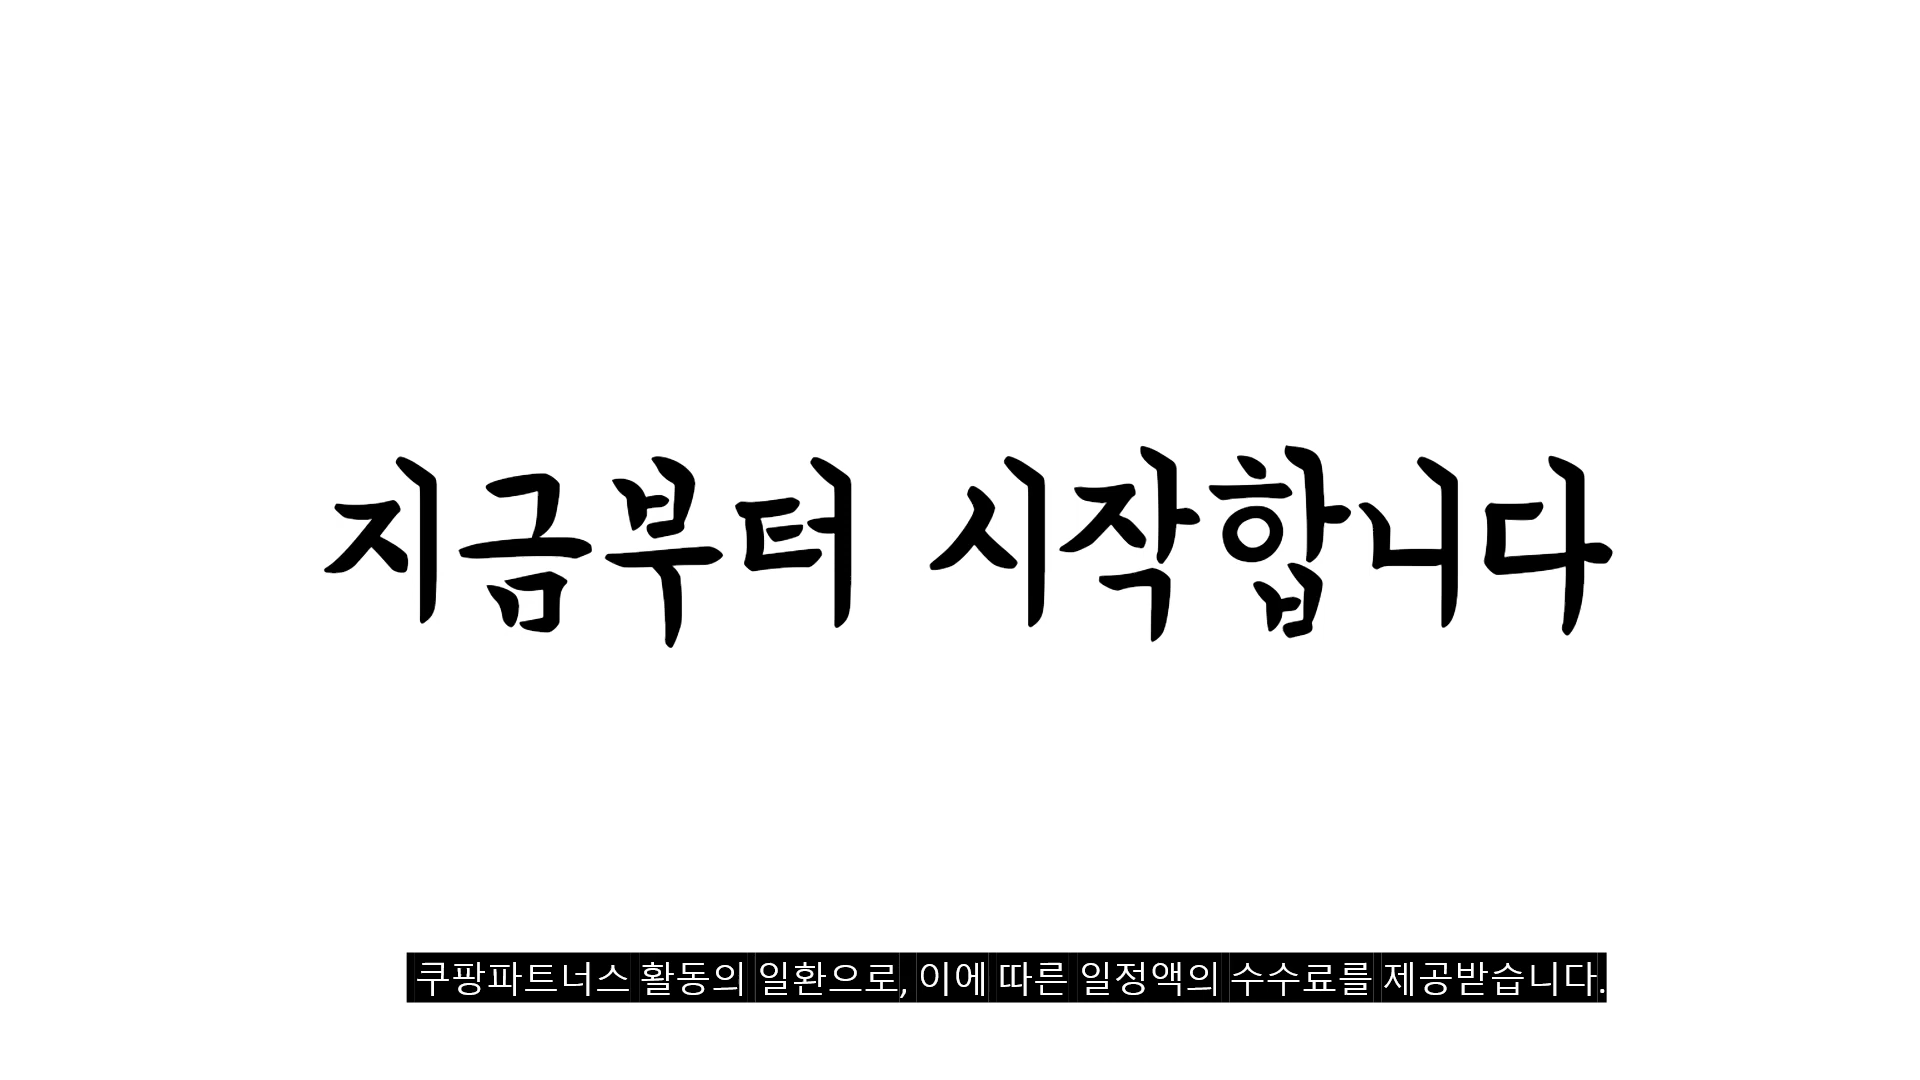 지금부터 시작합니다
쿠팡파트너스 활동의 일환으로, 이에 따른 일정액의 수수료를 제공받습니다.